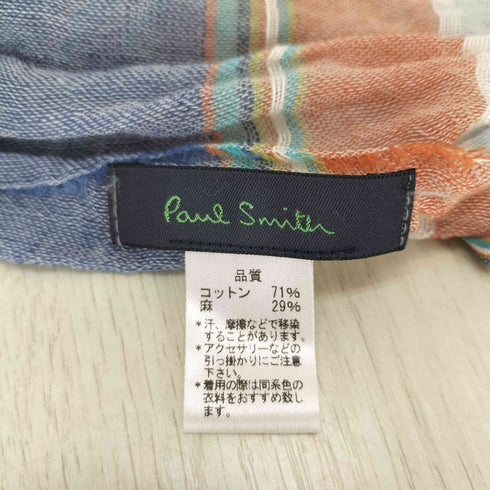 Paul Smith
品質
コットン 71%
麻 29%
*汗、摩擦などで移染
することがあります。
*アクセサリーなどの
引っ掛かりにご注意
下さい。
*着用の際は同系色の
衣料をおすすめ致し
ます。